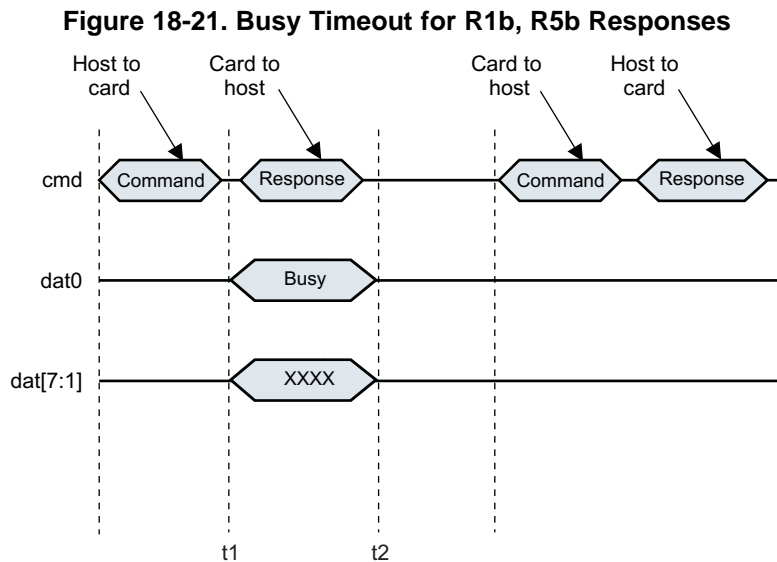 Figure 18-21. Busy Timeout for R1b, R5b Responses
Host to
card
Card to
host
Card to
host
Host to
card
cmd
Command
Response
Command
Response
dat0
Busy
dat[7:1]
XXXX
t1
t2